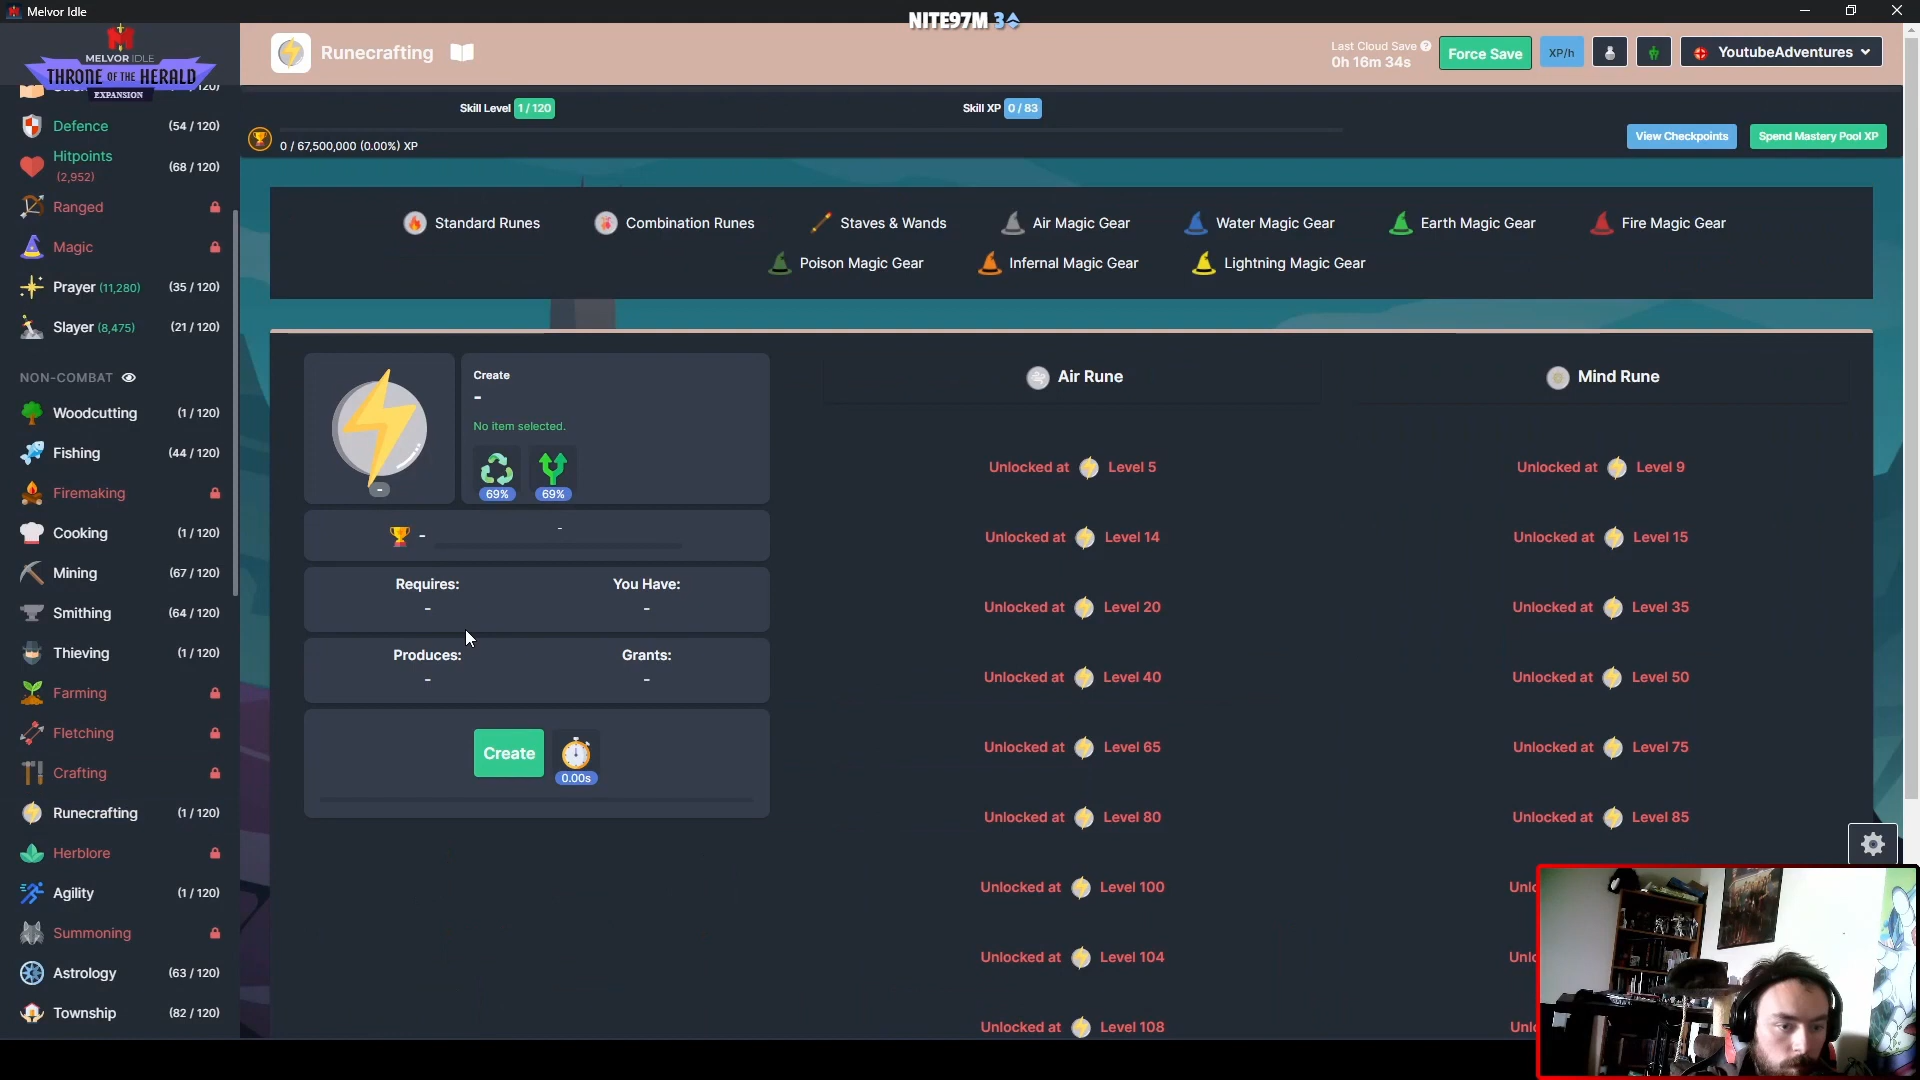 Melvor Idle
NITE97M 3
MELVOR IDLE
THRONE OF THE HERALD
EXPANSION
Runecrafting
Last Cloud Save
0h 16m 34s
Force Save
XP/h
YoutubeAdventures
Skill Level 1 / 120
Skill XP 0 / 83
0 / 67,500,000 (0.00%) XP
View Checkpoints
Spend Mastery Pool XP
Defence (54 / 120)
Hitpoints (68 / 120)
(2,952)
Ranged
Magic
Prayer (11,280) (35 / 120)
Slayer (8,475) (21 / 120)
NON-COMBAT
Woodcutting (1 / 120)
Fishing (44 / 120)
Firemaking
Cooking (1 / 120)
Mining (67 / 120)
Smithing (64 / 120)
Thieving (1 / 120)
Farming
Fletching
Crafting
Runecrafting (1 / 120)
Herblore
Agility (1 / 120)
Summoning
Astrology (63 / 120)
Township (82 / 120)
Standard Runes
Combination Runes
Staves & Wands
Air Magic Gear
Water Magic Gear
Earth Magic Gear
Fire Magic Gear
Poison Magic Gear
Infernal Magic Gear
Lightning Magic Gear
Create
-
No item selected.
69%
69%
-
-
-
Requires:
-
You Have:
-
Produces:
-
Grants:
-
Create
0.00s
Air Rune
Unlocked at Level 5
Unlocked at Level 14
Unlocked at Level 20
Unlocked at Level 40
Unlocked at Level 65
Unlocked at Level 80
Unlocked at Level 100
Unlocked at Level 104
Unlocked at Level 108
Mind Rune
Unlocked at Level 9
Unlocked at Level 15
Unlocked at Level 35
Unlocked at Level 50
Unlocked at Level 75
Unlocked at Level 85